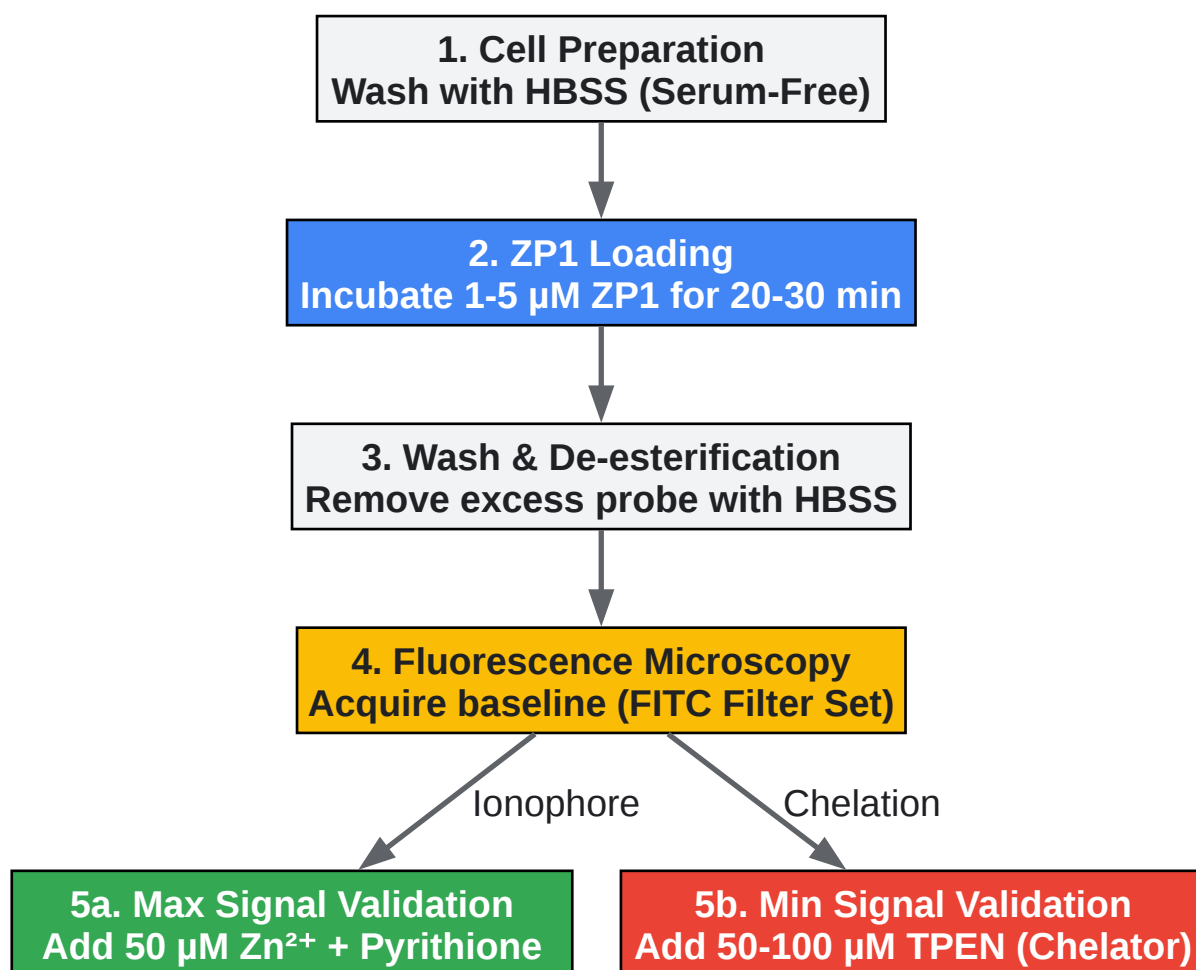 1. Cell Preparation
Wash with HBSS (Serum-Free)
2. ZP1 Loading
Incubate 1-5 µM ZP1 for 20-30 min
3. Wash & De-esterification
Remove excess probe with HBSS
4. Fluorescence Microscopy
Acquire baseline (FITC Filter Set)
Ionophore
Chelation
5a. Max Signal Validation
Add 50 µM Zn²⁺ + Pyrithione
5b. Min Signal Validation
Add 50-100 µM TPEN (Chelator)